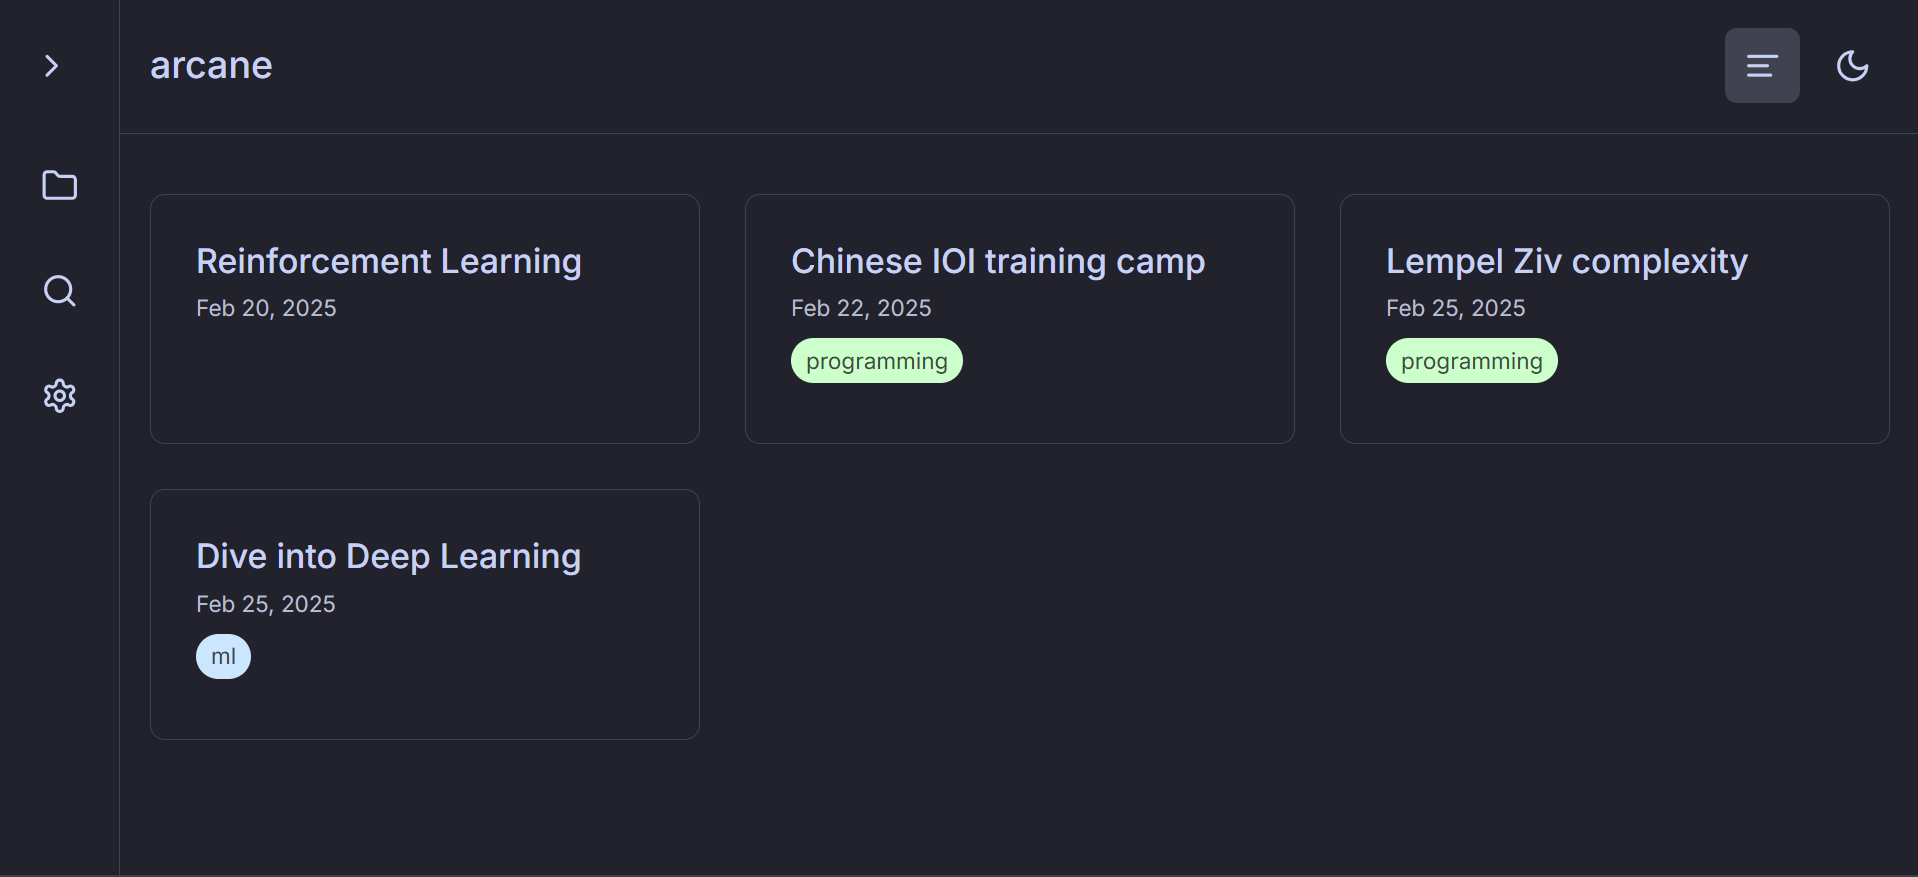 arcane
Reinforcement Learning
Feb 20, 2025
Chinese IOI training camp
Feb 22, 2025
programming
Lempel Ziv complexity
Feb 25, 2025
programming
Dive into Deep Learning
Feb 25, 2025
ml